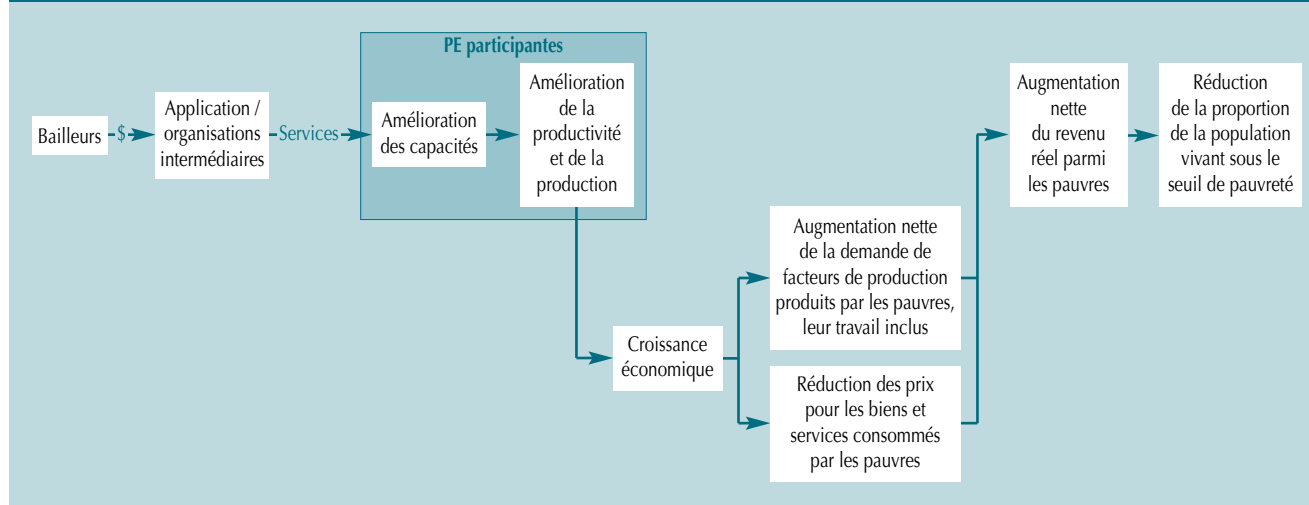 PE participantes
Bailleurs
$
Application /
organisations
intermédiaires
Services
Amélioration
des capacités
Amélioration
de la
productivité
et de la
production
Croissance
économique
Augmentation nette
de la demande de
facteurs de production
produits par les pauvres,
leur travail inclus
Réduction des prix
pour les biens et
services consommés
par les pauvres
Augmentation
nette
du revenu
réel parmi
les pauvres
Réduction
de la proportion
de la population
vivant sous le
seuil de pauvreté